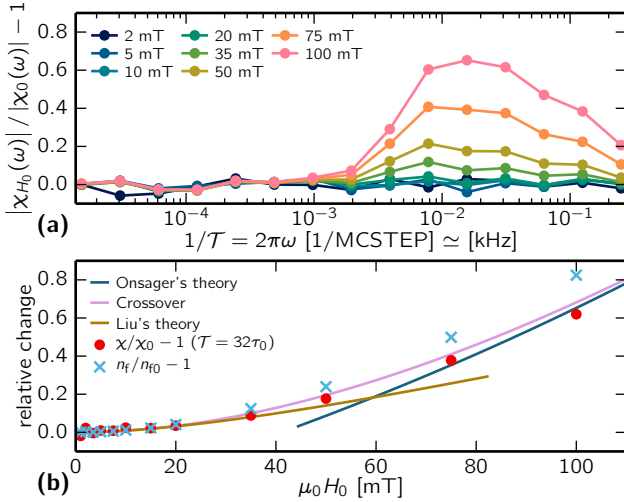 |χ_{H_0}(ω)| / |χ_0(ω)| − 1
0.8
0.6
0.4
0.2
0.0
2 mT
5 mT
10 mT
20 mT
35 mT
50 mT
75 mT
100 mT
(a)
10^{-4}
10^{-3}
10^{-2}
10^{-1}
1/𝒯 = 2πω [1/MCSTEP] ≃ [kHz]
relative change
0.8
0.6
0.4
0.2
0.0
Onsager's theory
Crossover
Liu's theory
χ/χ_0 − 1 (𝒯 = 32τ_0)
n_f/n_{f0} − 1
(b)
0
20
40
60
80
100
μ_0H_0 [mT]